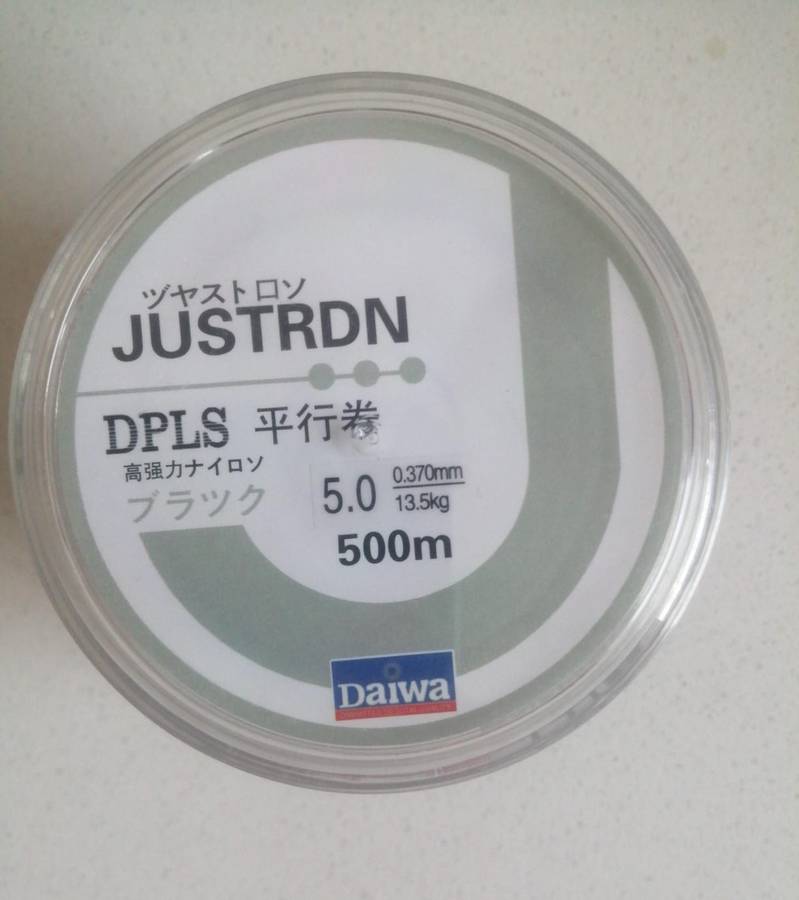 ヅヤストロソ
JUSTRDN
DPLS 平行巻
高强力ナイロソ
ブラツク
5.0 0.370mm
13.5kg
500m
Daiwa